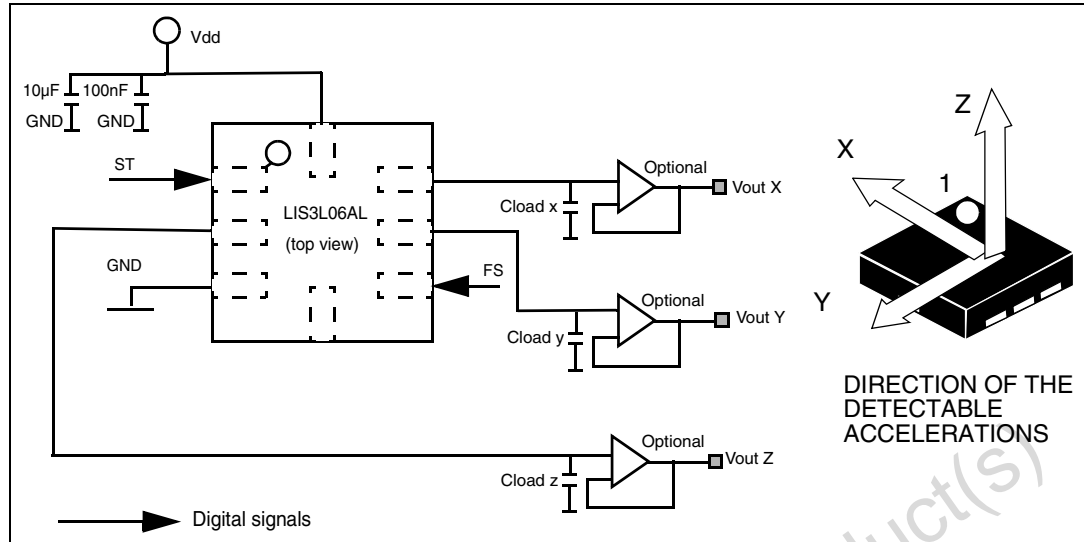 Vdd
10µF 100nF
GND GND
ST
LIS3L06AL
(top view)
GND
FS
Optional
Cload x
Vout X
Optional
Cload y
Vout Y
Optional
Cload z
Vout Z
Digital signals
Z
X
1
Y
DIRECTION OF THE
DETECTABLE
ACCELERATIONS
duct(s)